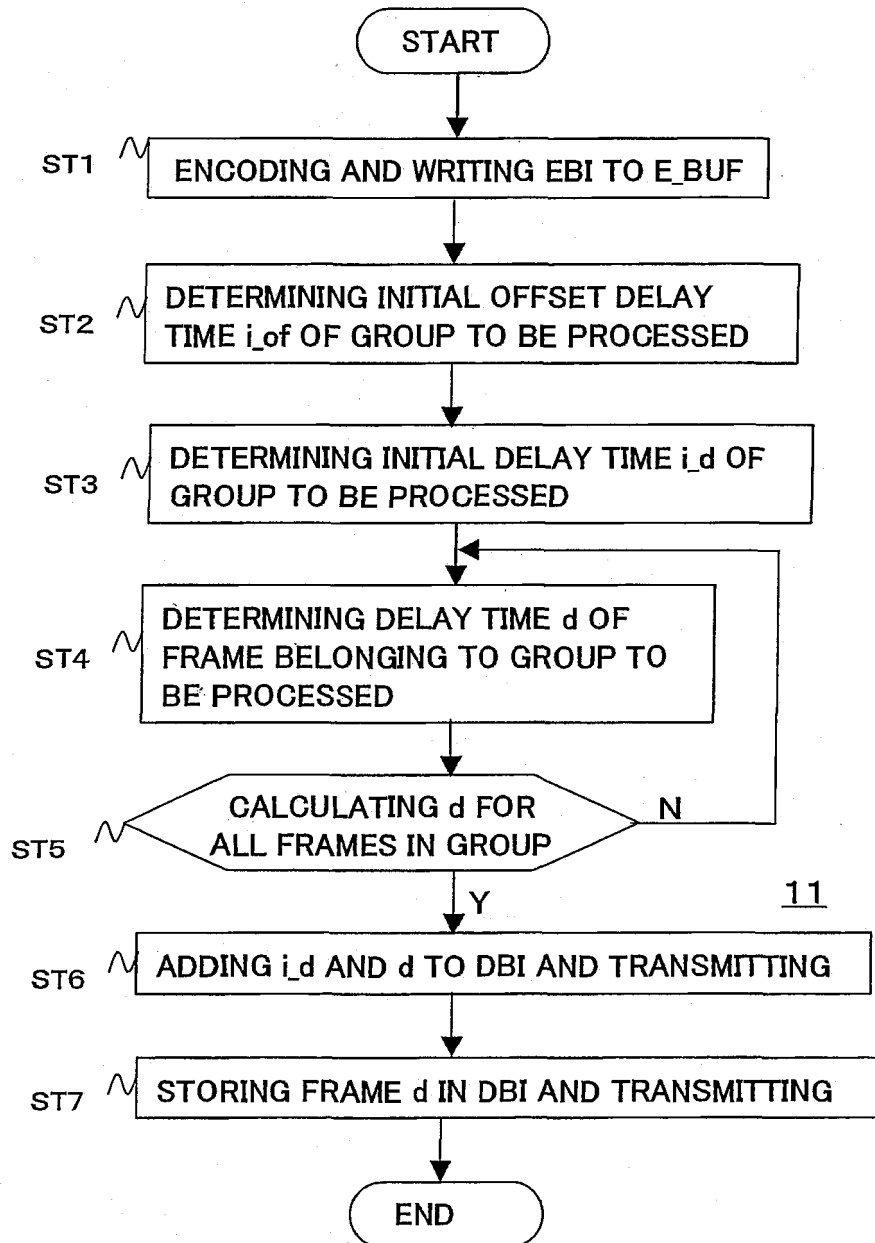 START
ST1
ENCODING AND WRITING EBI TO E_BUF
ST2
DETERMINING INITIAL OFFSET DELAY
TIME i_of OF GROUP TO BE PROCESSED
ST3
DETERMINING INITIAL DELAY TIME i_d OF
GROUP TO BE PROCESSED
ST4
DETERMINING DELAY TIME d OF
FRAME BELONGING TO GROUP TO
BE PROCESSED
ST5
CALCULATING d FOR
ALL FRAMES IN GROUP
N
Y
11
ST6
ADDING i_d AND d TO DBI AND TRANSMITTING
ST7
STORING FRAME d IN DBI AND TRANSMITTING
END